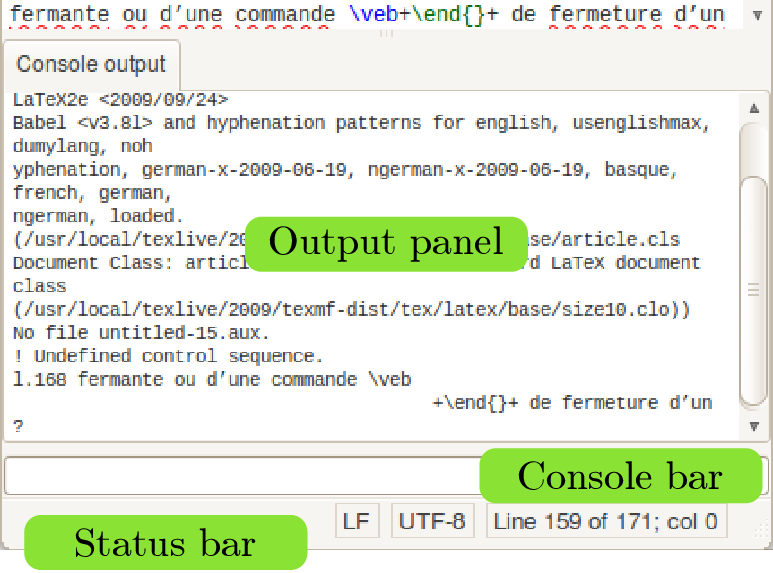 fermante ou d’une commande \veb+\end{}+ de fermeture d’un
Console output
LaTeX2e <2009/09/24>
Babel <v3.8l> and hyphenation patterns for english, usenglishmax,
dumylang, noh
yphenation, german-x-2009-06-19, ngerman-x-2009-06-19, basque,
french, german,
ngerman, loaded.
(/usr/local/texlive/20 se/article.cls
Output panel
Document Class: articl rd LaTeX document
class
(/usr/local/texlive/2009/texmf-dist/tex/latex/base/size10.clo))
No file untitled-15.aux.
! Undefined control sequence.
l.168 fermante ou d’une commande \veb
+\end{}+ de fermeture d’un
?
Console bar
LF UTF-8 Line 159 of 171; col 0
Status bar